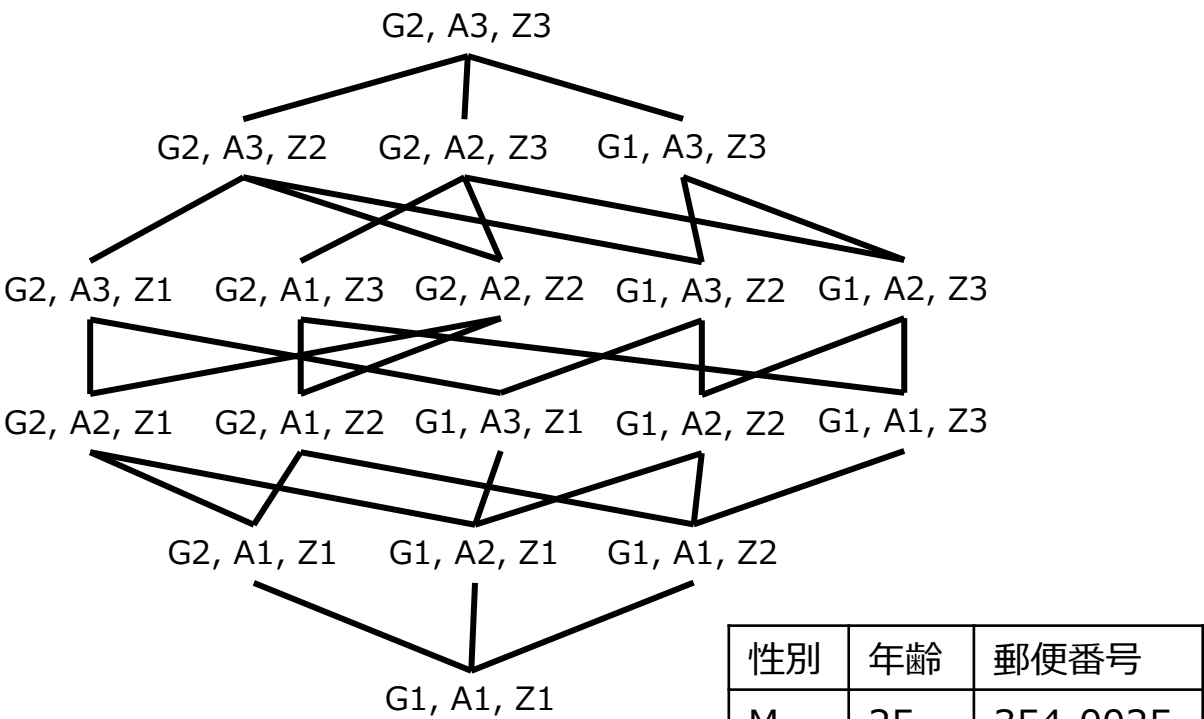 G2, A3, Z3
G2, A3, Z2 G2, A2, Z3 G1, A3, Z3
G2, A3, Z1 G2, A1, Z3 G2, A2, Z2 G1, A3, Z2 G1, A2, Z3
G2, A2, Z1 G2, A1, Z2 G1, A3, Z1 G1, A2, Z2 G1, A1, Z3
G2, A1, Z1 G1, A2, Z1 G1, A1, Z2
G1, A1, Z1
性別 年齢 郵便番号
M 25 354-0025